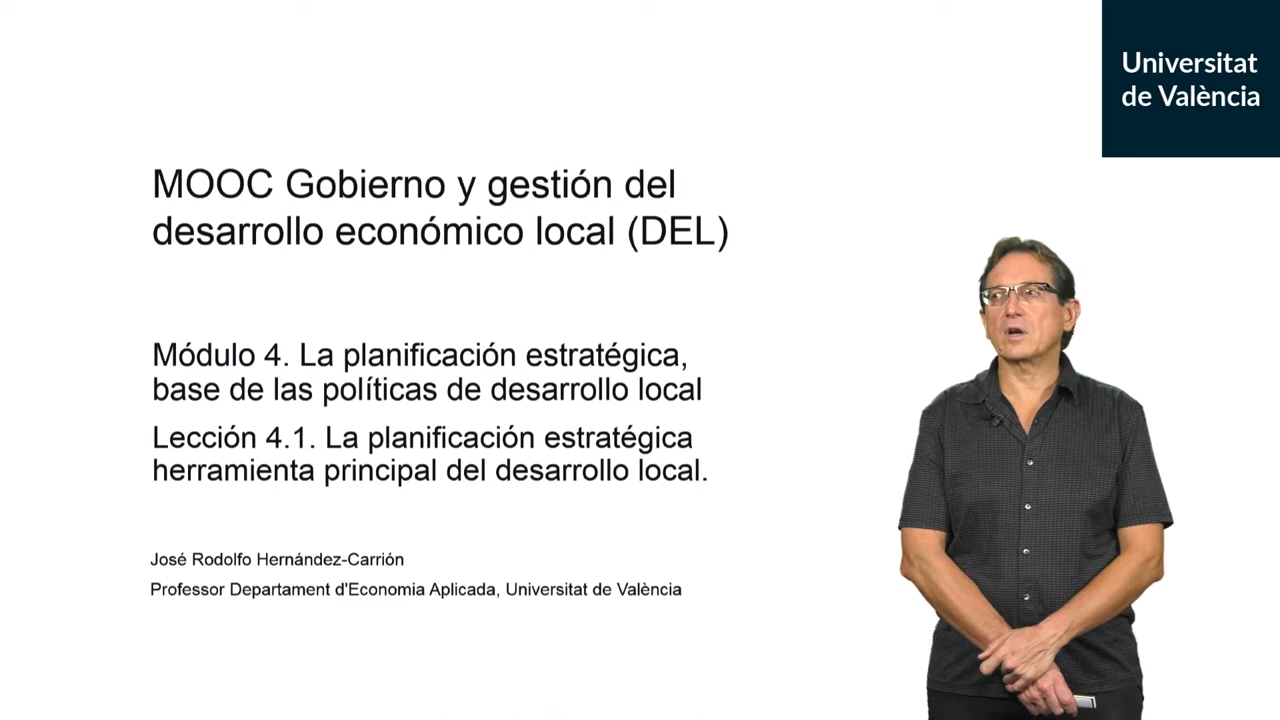 Universitat
de València
MOOC Gobierno y gestión del
desarrollo económico local (DEL)
Módulo 4. La planificación estratégica,
base de las políticas de desarrollo local
Lección 4.1. La planificación estratégica
herramienta principal del desarrollo local.
José Rodolfo Hernández-Carrión
Professor Departament d'Economia Aplicada, Universitat de València